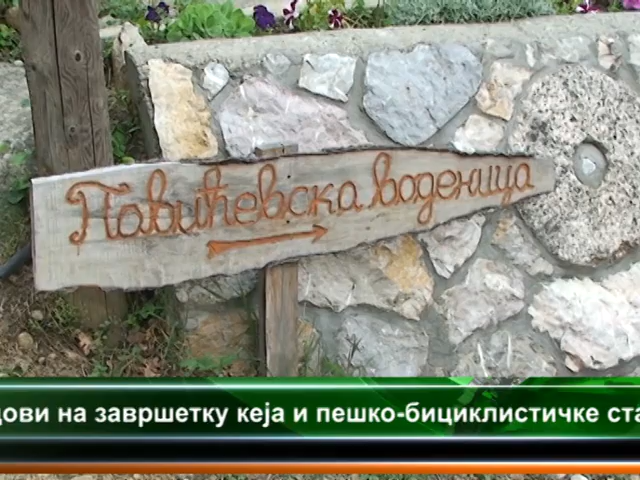 Павићевска воденица
дови на завршетку кеја и пешко-бициклистичке ста